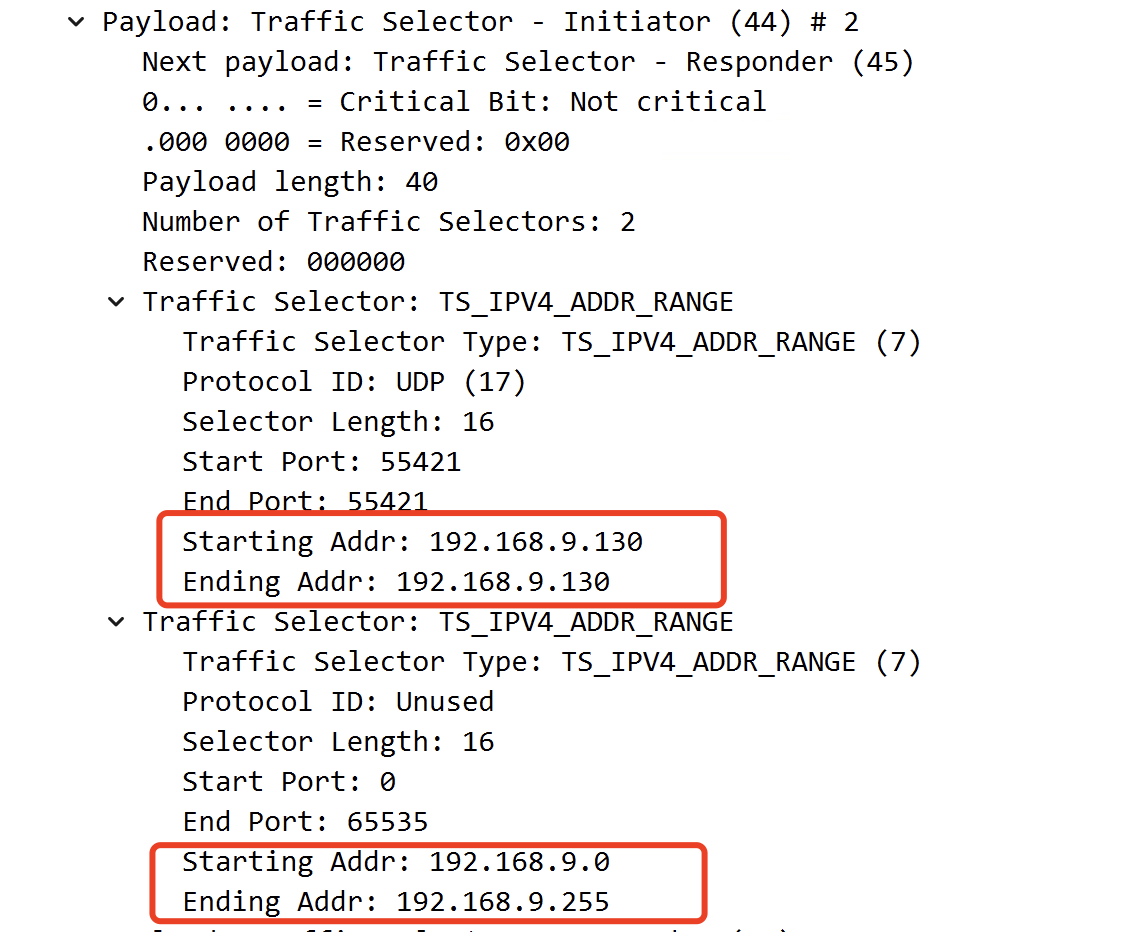 Payload: Traffic Selector - Initiator (44) # 2
Next payload: Traffic Selector - Responder (45)
0... .... = Critical Bit: Not critical
.000 0000 = Reserved: 0x00
Payload length: 40
Number of Traffic Selectors: 2
Reserved: 000000
Traffic Selector: TS_IPV4_ADDR_RANGE
Traffic Selector Type: TS_IPV4_ADDR_RANGE (7)
Protocol ID: UDP (17)
Selector Length: 16
Start Port: 55421
End Port: 55421
Starting Addr: 192.168.9.130
Ending Addr: 192.168.9.130
Traffic Selector: TS_IPV4_ADDR_RANGE
Traffic Selector Type: TS_IPV4_ADDR_RANGE (7)
Protocol ID: Unused
Selector Length: 16
Start Port: 0
End Port: 65535
Starting Addr: 192.168.9.0
Ending Addr: 192.168.9.255